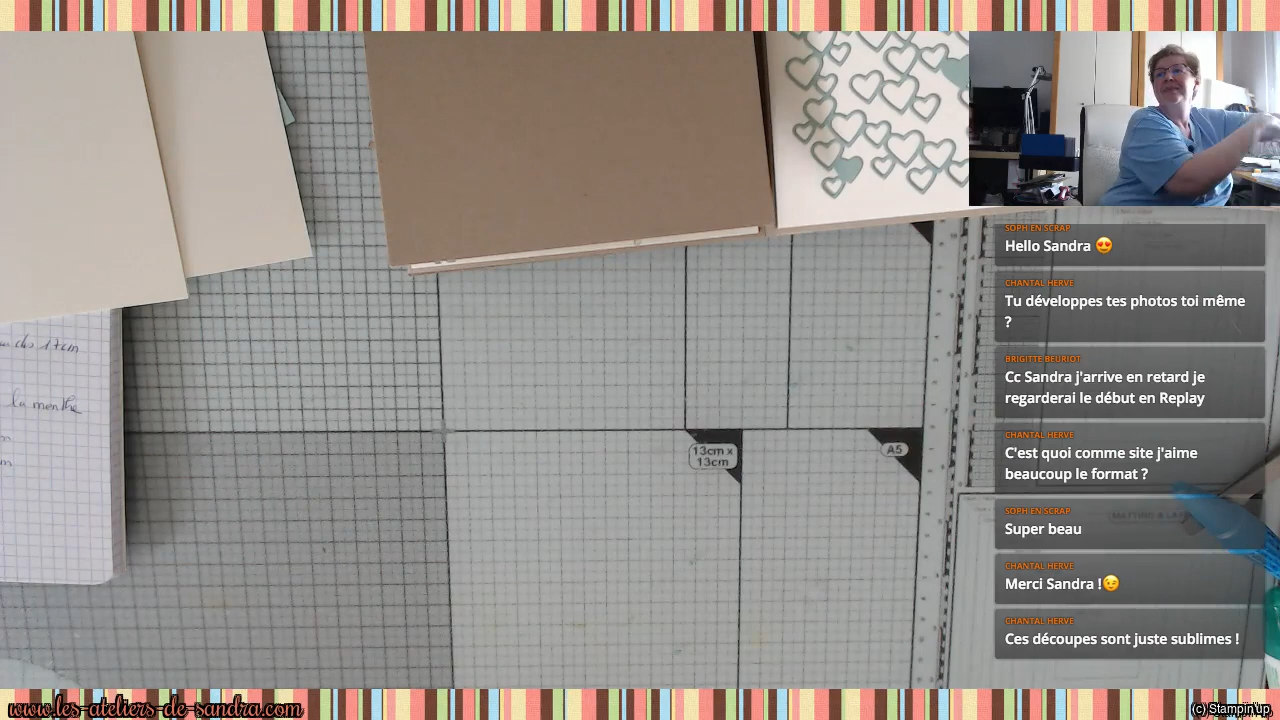 SOPH EN SCRAP
Hello Sandra 😍
CHANTAL HERVE
Tu développes tes photos toi même
?
BRIGITTE BEURIOT
Cc Sandra j'arrive en retard je
regarderai le début en Replay
CHANTAL HERVE
C'est quoi comme site j'aime
beaucoup le format ?
SOPH EN SCRAP
Super beau
CHANTAL HERVE
Merci Sandra !😉
CHANTAL HERVE
Ces découpes sont juste sublimes !
17cm
la menthe
13cm x
13cm
A5
www.les-ateliers-de-sandra.com
(c) Stampin'up